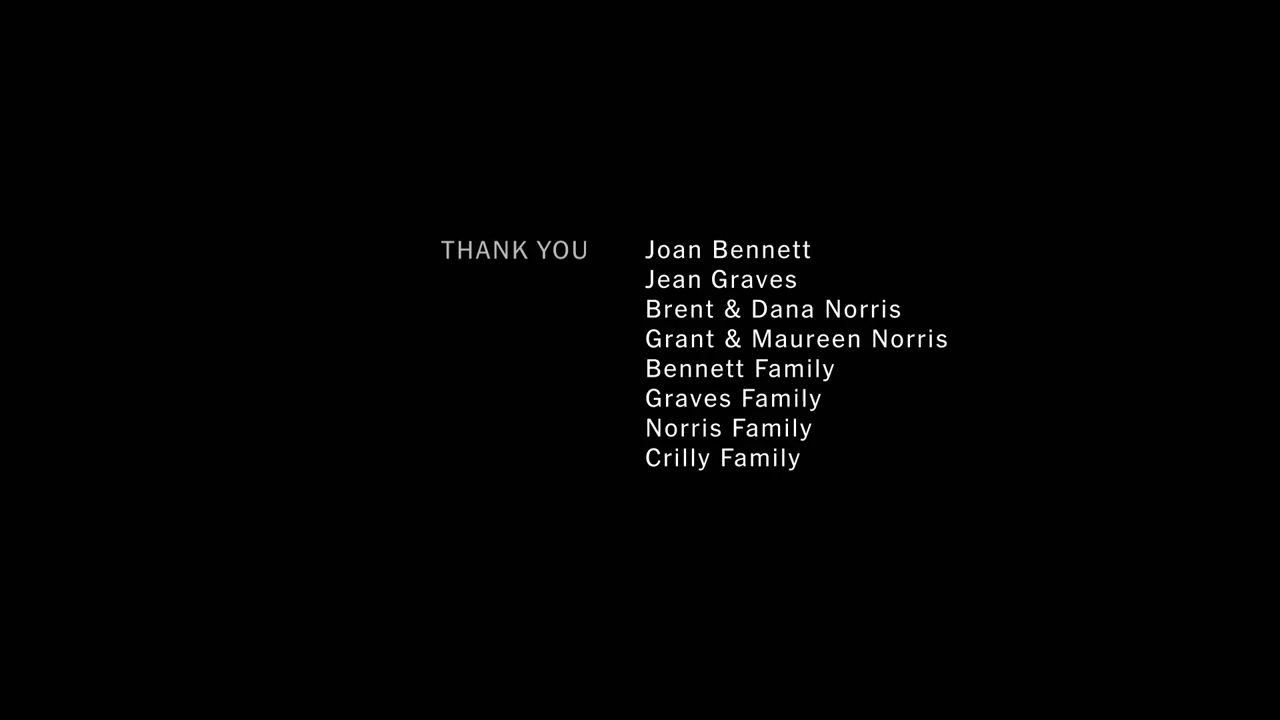 THANK YOU Joan Bennett
Jean Graves
Brent & Dana Norris
Grant & Maureen Norris
Bennett Family
Graves Family
Norris Family
Crilly Family